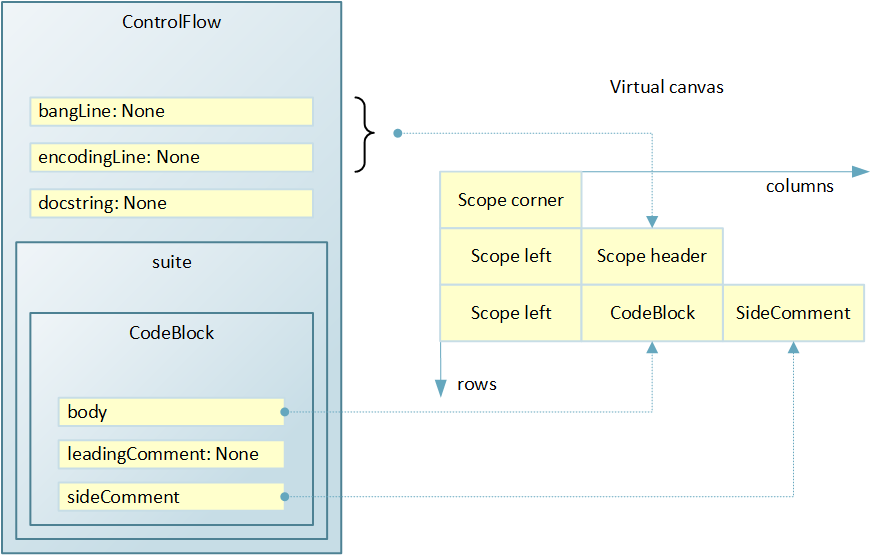 ControlFlow
bangLine: None
encodingLine: None
docstring: None
suite
CodeBlock
body
leadingComment: None
sideComment
Virtual canvas
columns
Scope corner
Scope left
Scope header
Scope left
CodeBlock
SideComment
rows